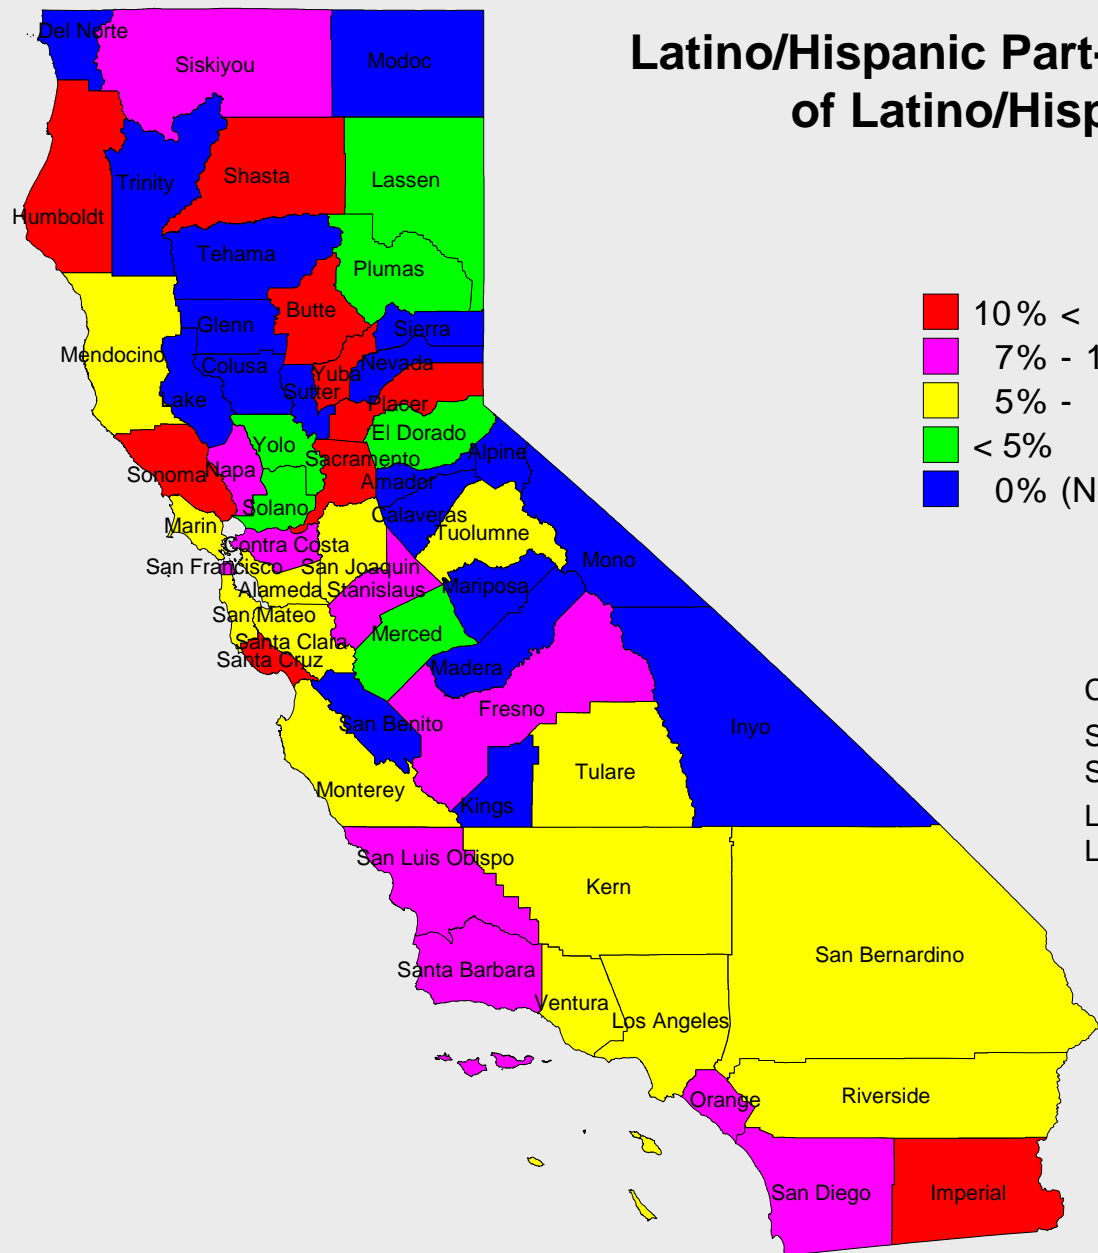 Latino/Hispanic Part-
of Latino/Hisp
Del Norte
Siskiyou
Modoc
Trinity
Shasta
Lassen
Humboldt
Tehama
Plumas
Butte
Glenn
Sierra
Mendocino
Colusa
Nevada
Yuba
Sutter
Lake
Placer
El Dorado
Yolo
Alpine
Sonoma
Napa
Sacramento
Amador
Solano
Calaveras
Marin
Tuolumne
Contra Costa
San Francisco
San Joaquin
Mono
Alameda
Stanislaus
Mariposa
San Mateo
Santa Clara
Merced
Santa Cruz
Madera
Fresno
San Benito
Inyo
Tulare
Monterey
Kings
San Luis Obispo
Kern
San Bernardino
Santa Barbara
Ventura
Los Angeles
Orange
Riverside
San Diego
Imperial
10% <
7% - 1
5% -
< 5%
0% (N
S
S
L
L